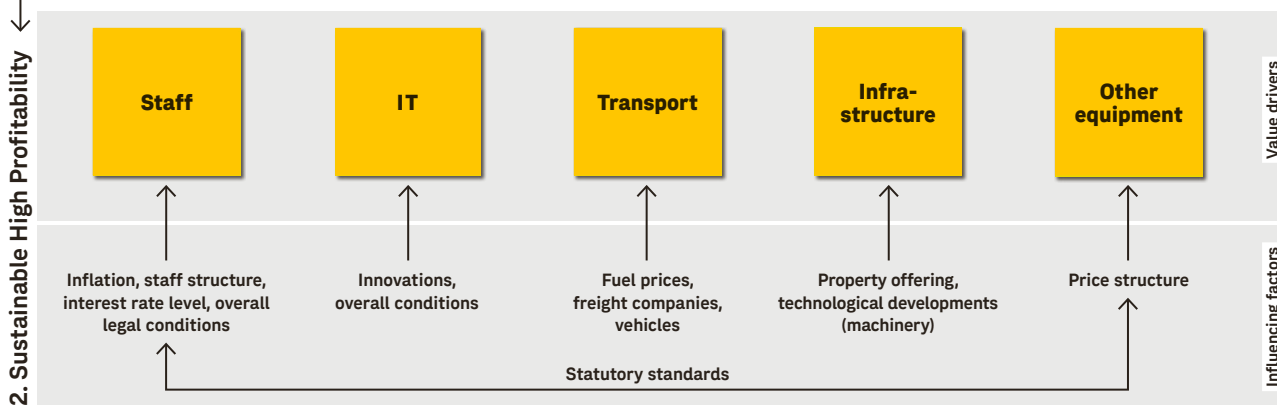 2. Sustainable High Profitability
Staff
IT
Transport
Infra-
structure
Other
equipment
Value drivers
Inflation, staff structure,
interest rate level, overall
legal conditions
Innovations,
overall conditions
Fuel prices,
freight companies,
vehicles
Property offering,
technological developments
(machinery)
Price structure
Influencing factors
Statutory standards